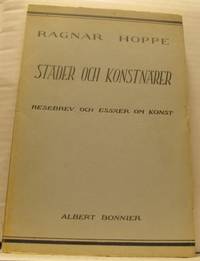 RAGNAR HOPPE
STÄDER OCH KONSTNÄRER
RESEBREV OCH ESSÄER OM KONST
ALBERT BONNIER